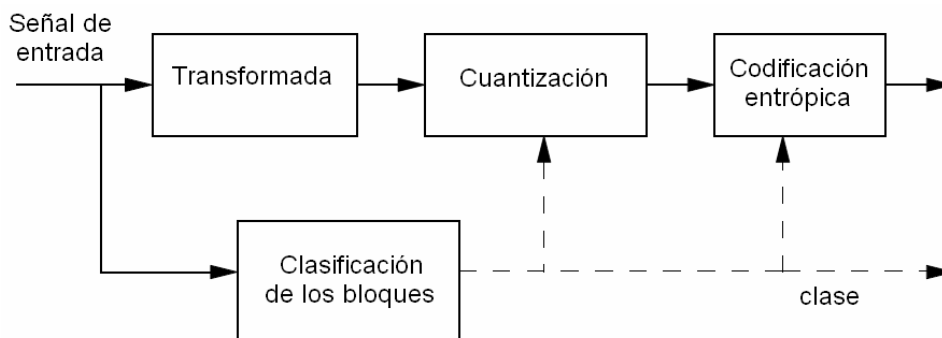 Señal de
entrada
Transformada
Cuantización
Codificación
entrópica
Clasificación
de los bloques
clase